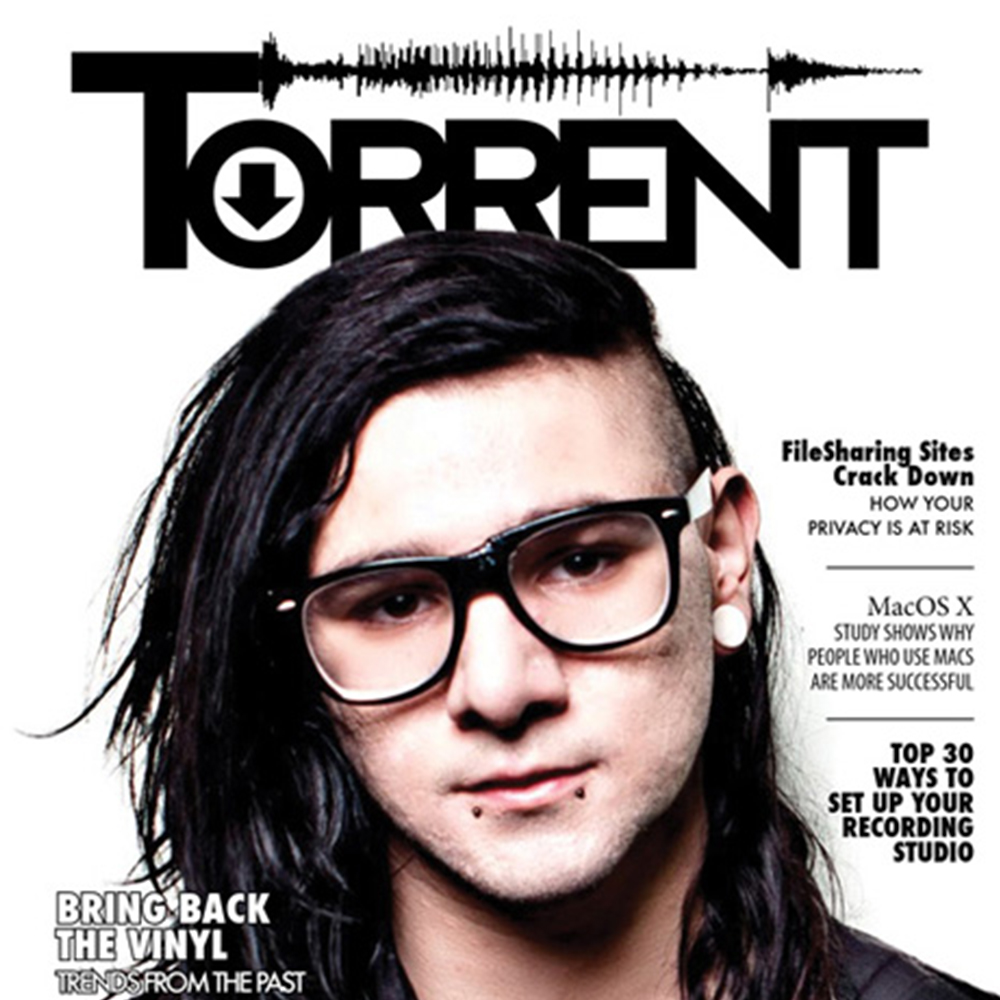 TORRENT
FileSharing Sites
Crack Down
HOW YOUR
PRIVACY IS AT RISK
MacOS X
STUDY SHOWS WHY
PEOPLE WHO USE MACS
ARE MORE SUCCESSFUL
TOP 30
WAYS TO
SET UP YOUR
RECORDING
STUDIO
BRING BACK
THE VINYL
TRENDS FROM THE PAST